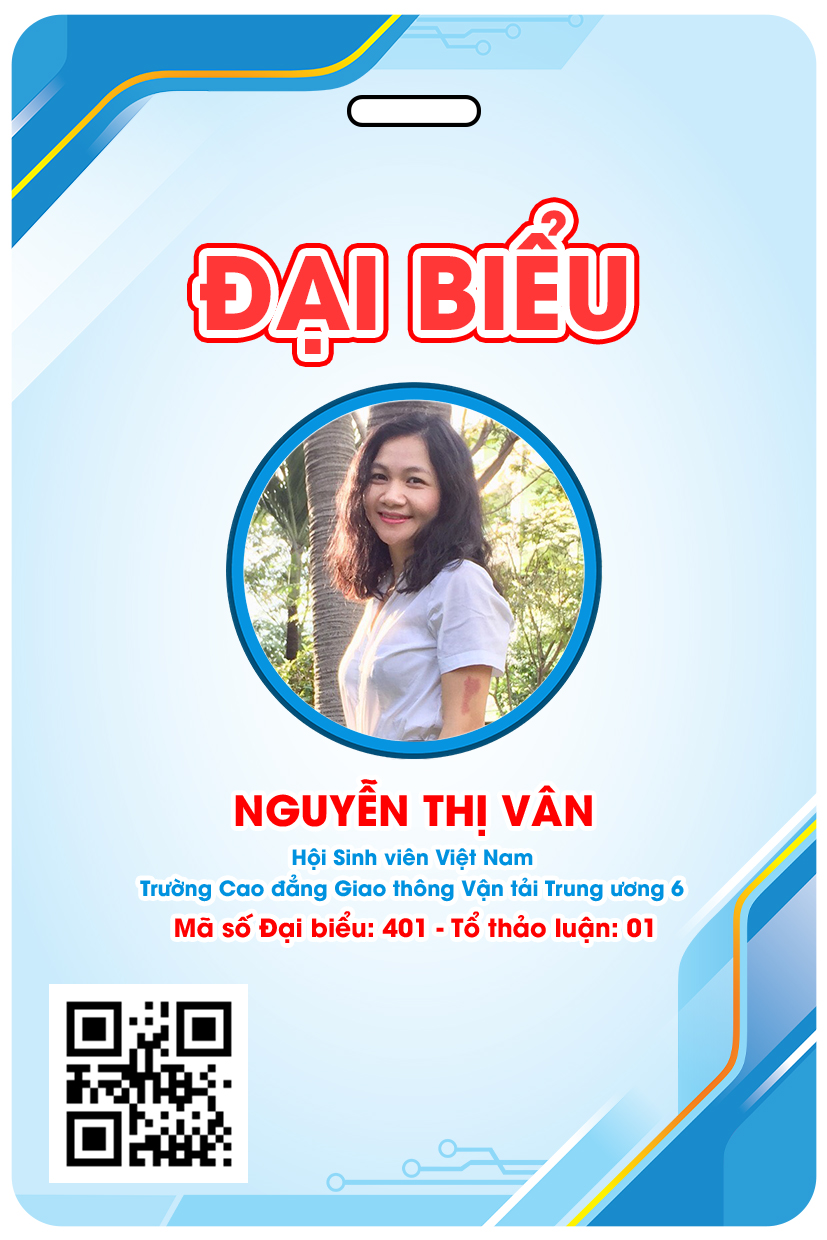 ĐẠI BIỂU
NGUYỄN THỊ VÂN
Hội Sinh viên Việt Nam
Trường Cao đẳng Giao thông Vận tải Trung ương 6
Mã số Đại biểu: 401 - Tổ thảo luận: 01